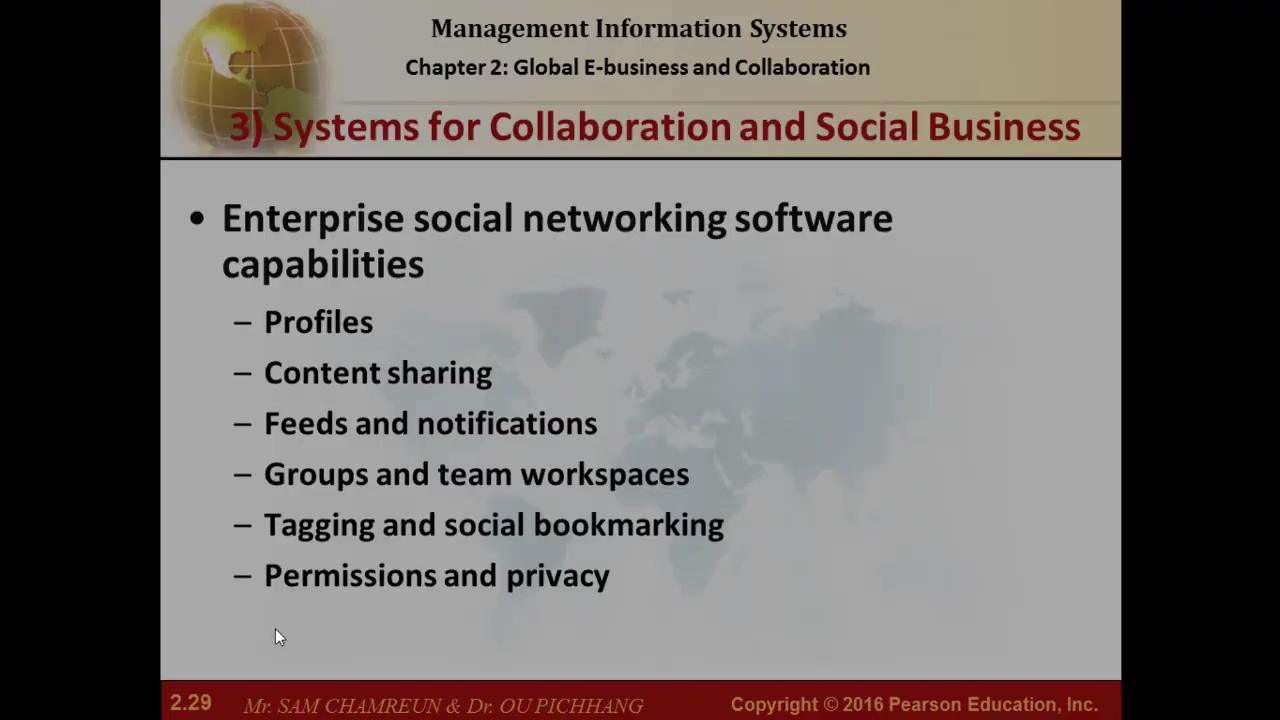 Management Information Systems
Chapter 2: Global E-business and Collaboration
3) Systems for Collaboration and Social Business
• Enterprise social networking software
capabilities
– Profiles
– Content sharing
– Feeds and notifications
– Groups and team workspaces
– Tagging and social bookmarking
– Permissions and privacy
2.29 Mr. SAM CHAMREUN & Dr. OU PICHHANG Copyright © 2016 Pearson Education, Inc.